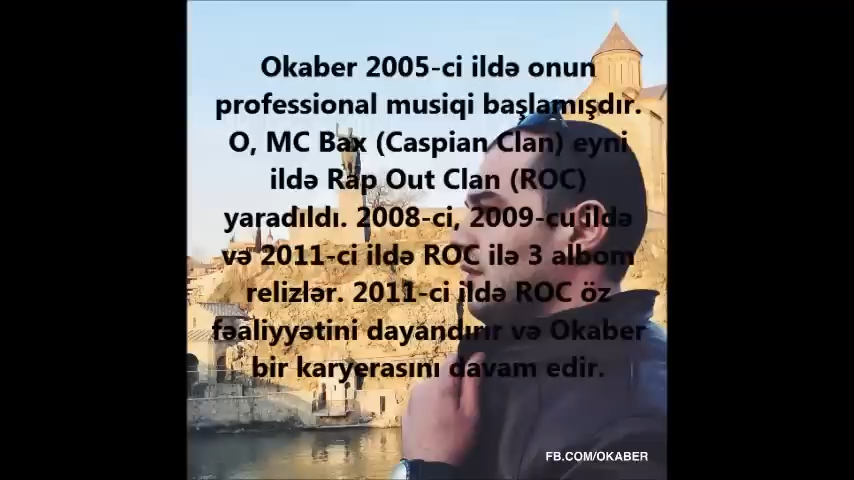 Okaber 2005-ci ildə onun
professional musiqi başlamışdır.
O, MC Bax (Caspian Clan) eyni
ildə Rap Out Clan (ROC)
yaradıldı. 2008-ci, 2009-cu ildə
və 2011-ci ildə ROC ilə 3 albom
relizlər. 2011-ci ildə ROC öz
fəaliyyətini dayandırır və Okaber
bir karyerasını davam edir.
FB.COM/OKABER